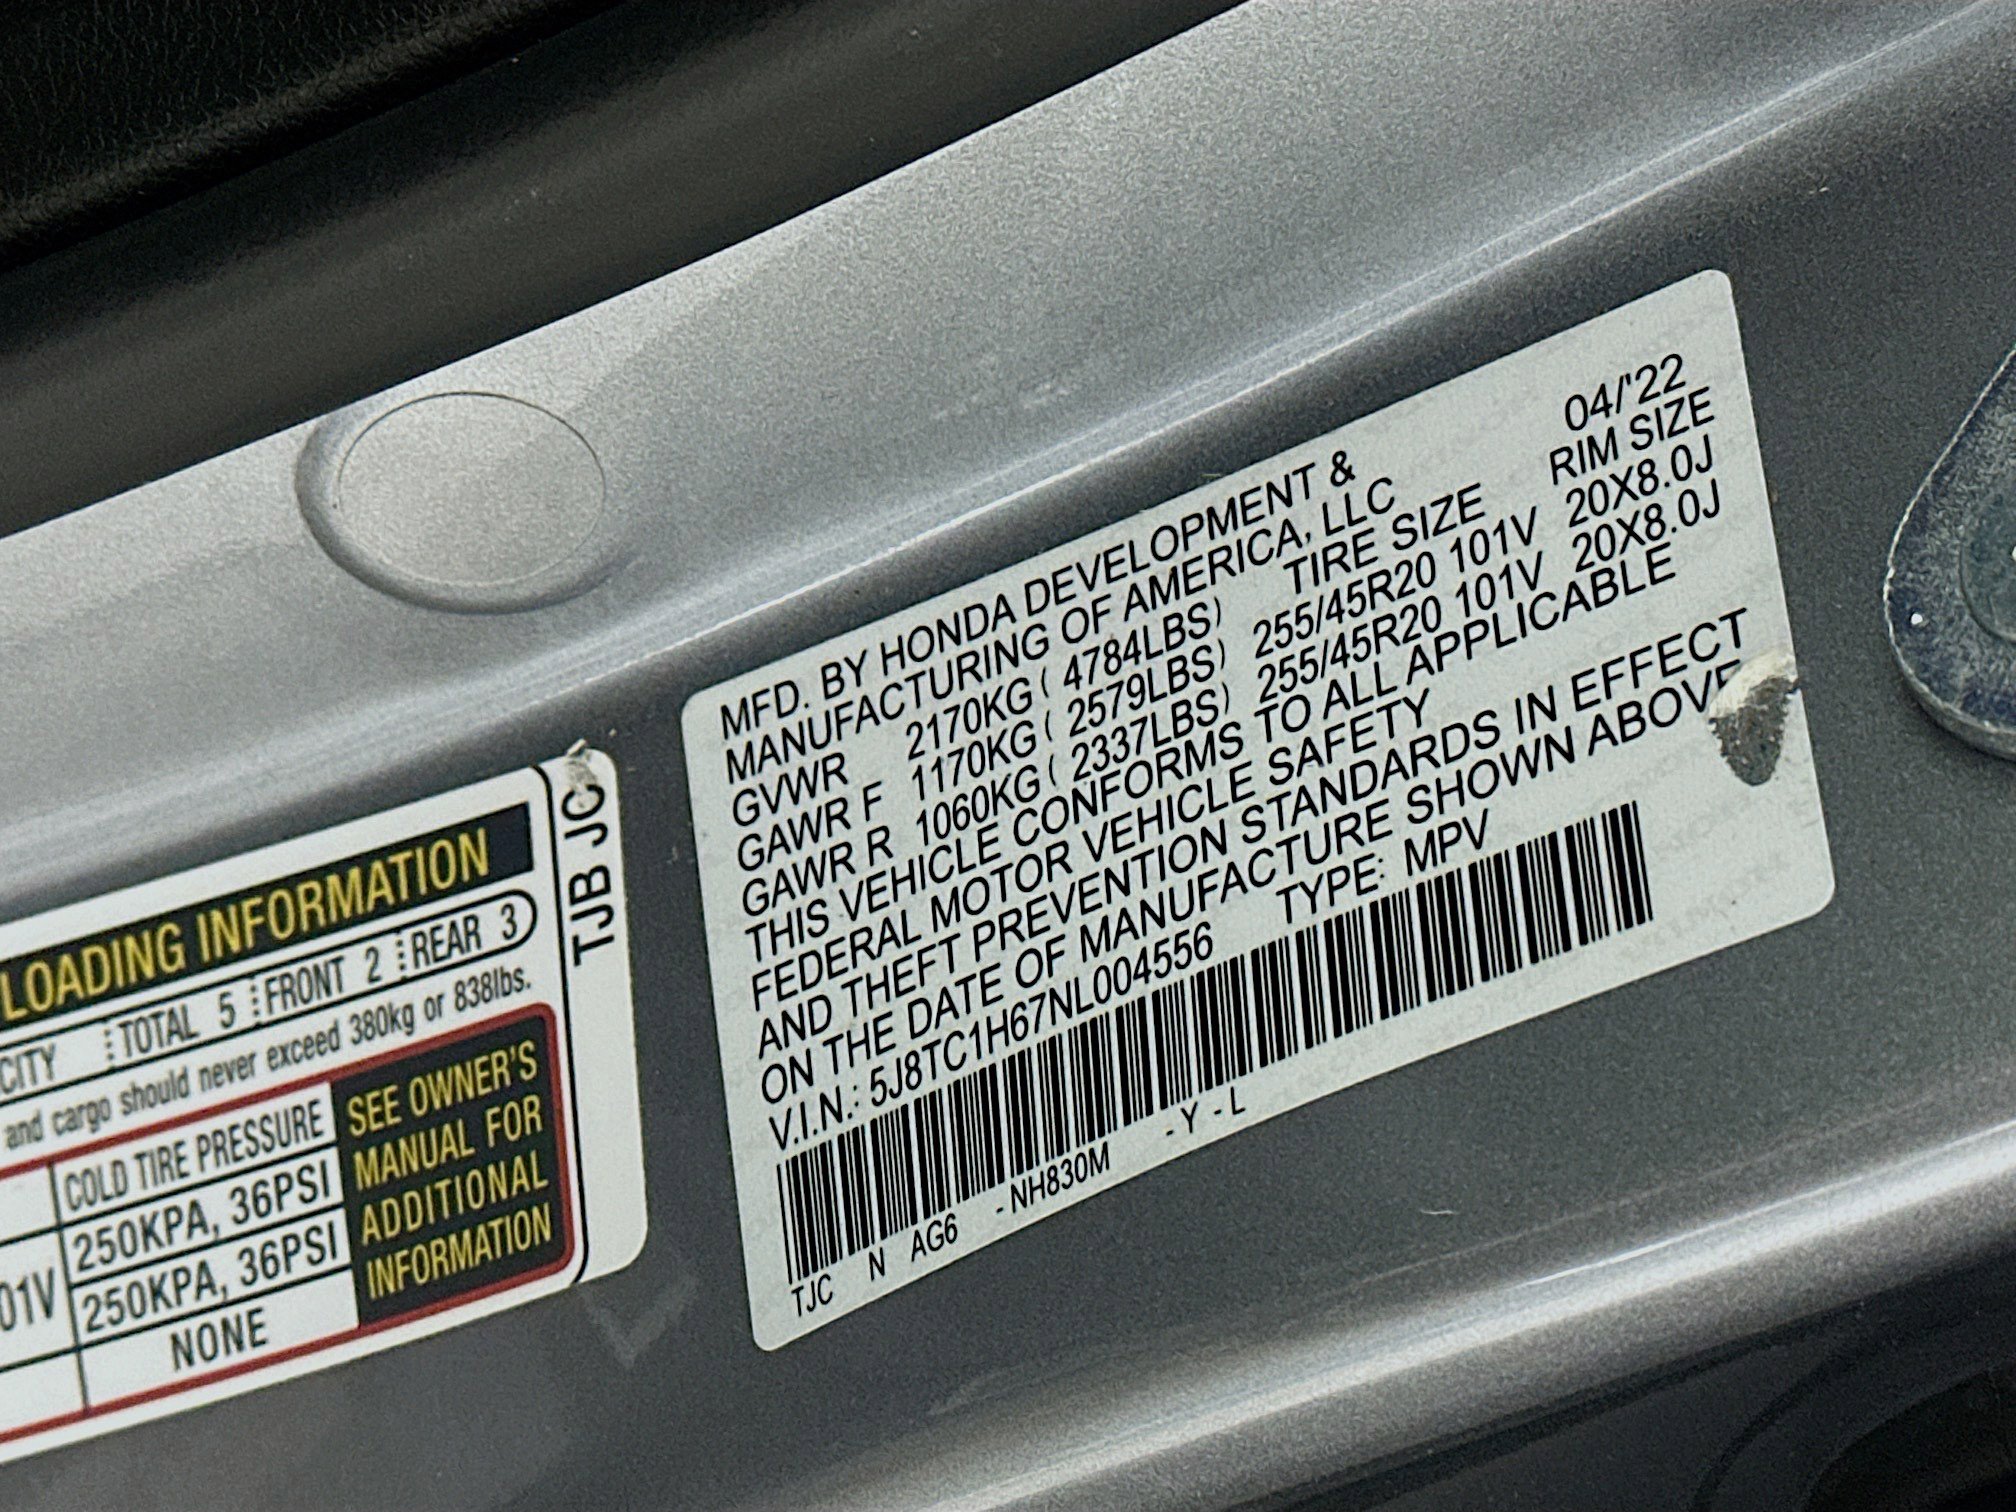 LOADING INFORMATION
CITY TOTAL 5 FRONT 2 REAR 3
and cargo should never exceed 380kg or 838lbs.
COLD TIRE PRESSURE
250KPA, 36PSI
01V 250KPA, 36PSI
NONE
SEE OWNER'S
MANUAL FOR
ADDITIONAL
INFORMATION
TJB JC
04/'22
MFD. BY HONDA DEVELOPMENT &
MANUFACTURING OF AMERICA, LLC RIM SIZE
GVWR 2170KG ( 4784LBS) TIRE SIZE
GAWR F 1170KG ( 2579LBS) 255/45R20 101V 20X8.0J
GAWR R 1060KG ( 2337LBS) 255/45R20 101V 20X8.0J
THIS VEHICLE CONFORMS TO ALL APPLICABLE
FEDERAL MOTOR VEHICLE SAFETY
AND THEFT PREVENTION STANDARDS IN EFFECT
ON THE DATE OF MANUFACTURE SHOWN ABOVE
V.I.N.: 5J8TC1H67NL004556 TYPE: MPV
TJC N AG6 -NH830M -Y-L